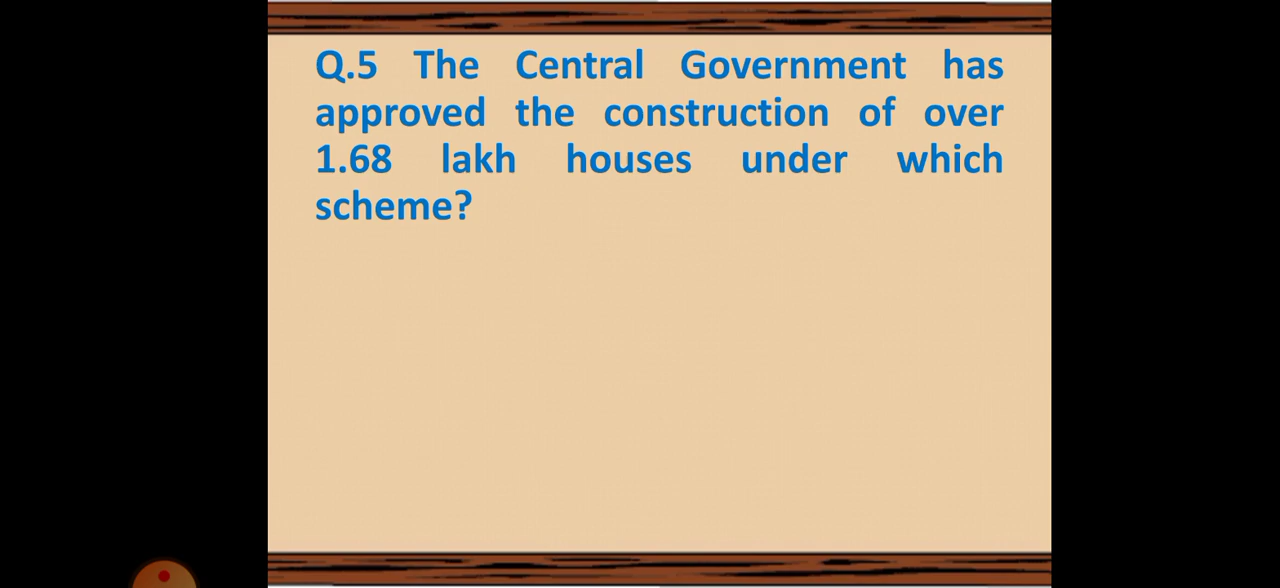 Q.5 The Central Government has
approved the construction of over
1.68 lakh houses under which
scheme?